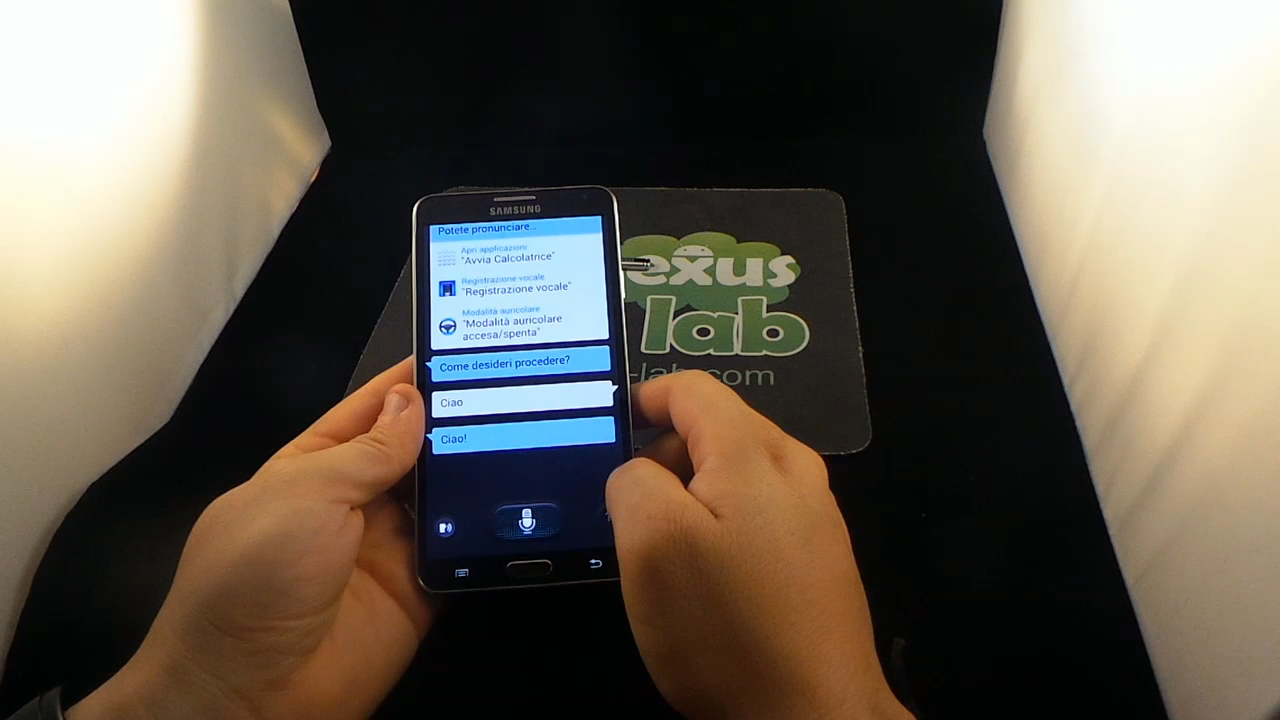 SAMSUNG
Potete pronunciare...
Apri applicazioni
"Avvia Calcolatrice"
Registrazione vocale
"Registrazione vocale"
Modalità auricolare
"Modalità auricolare
accesa/spenta"
Come desideri procedere?
Ciao
Ciao!
exus
lab
-lab.com